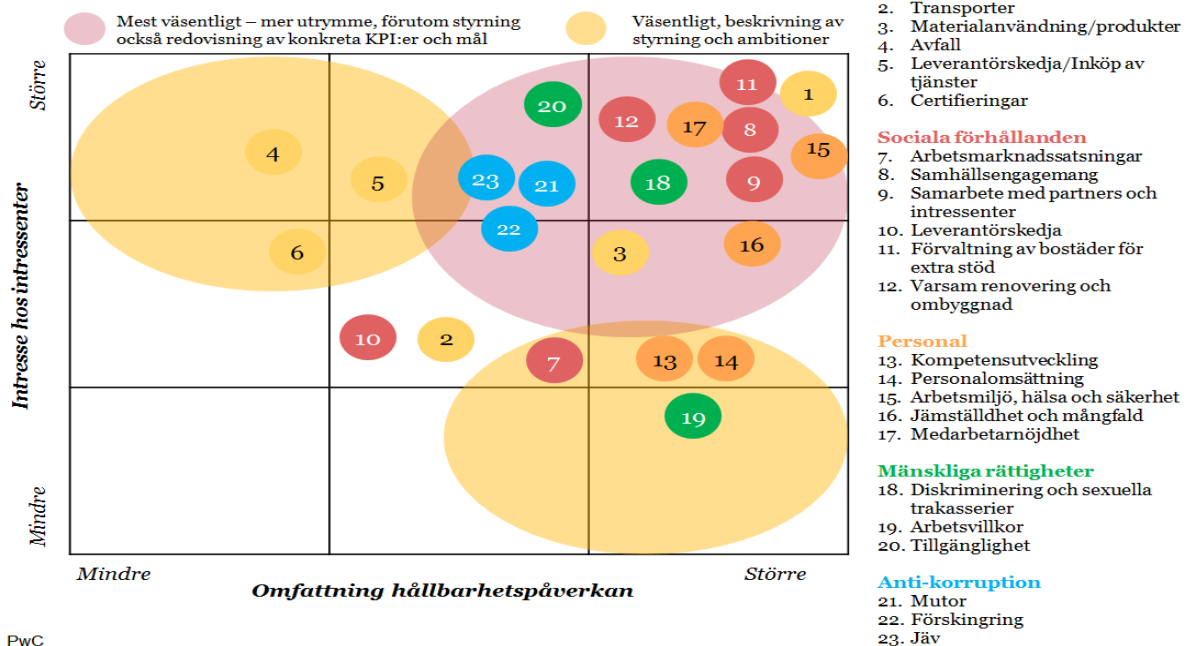 Mest väsentligt – mer utrymme, förutom styrning
också redovisning av konkreta KPI:er och mål
Väsentligt, beskrivning av
styrning och ambitioner
Större
Intresse hos intressenter
Mindre
11
1
20
12
17
8
15
4
5
23
21
18
9
22
6
3
16
10
2
7
13
14
19
Mindre
Större
Omfattning hållbarhetspåverkan
PwC
2. Transporter
3. Materialanvändning/produkter
4. Avfall
5. Leverantörskedja/Inköp av
tjänster
6. Certifieringar
Sociala förhållanden
7. Arbetsmarknadssatsningar
8. Samhällsengagemang
9. Samarbete med partners och
intressenter
10. Leverantörskedja
11. Förvaltning av bostäder för
extra stöd
12. Varsam renovering och
ombyggnad
Personal
13. Kompetensutveckling
14. Personalomsättning
15. Arbetsmiljö, hälsa och säkerhet
16. Jämställdhet och mångfald
17. Medarbetarnöjdhet
Mänskliga rättigheter
18. Diskriminering och sexuella
trakasserier
19. Arbetsvillkor
20. Tillgänglighet
Anti-korruption
21. Mutor
22. Förskingring
23. Jäv